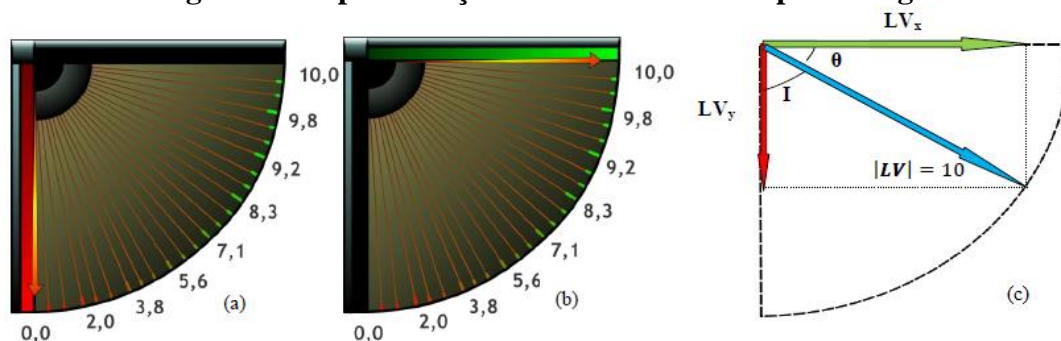 10,0
9,8
9,2
8,3
7,1
5,6
3,8
2,0
0,0
(a)
10,0
9,8
9,2
8,3
7,1
5,6
3,8
2,0
0,0
(b)
LVx
θ
I
LVy
|LV| = 10
(c)